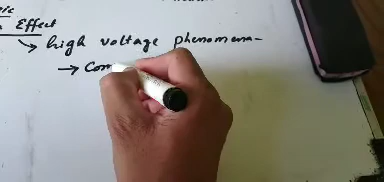 Effect
→ high voltage phenomena-
→ Com